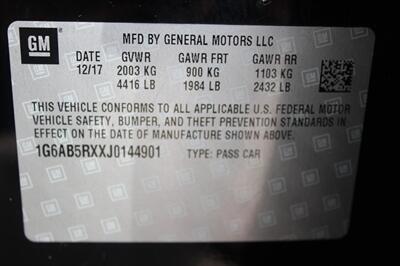 GM
MFD BY GENERAL MOTORS LLC
DATE GVWR GAWR FRT GAWR RR
12/17 2003 KG 900 KG 1103 KG
4416 LB 1984 LB 2432 LB
THIS VEHICLE CONFORMS TO ALL APPLICABLE U.S. FEDERAL MOTOR
VEHICLE SAFETY, BUMPER, AND THEFT PREVENTION STANDARDS
IN EFFECT ON THE DATE OF MANUFACTURE SHOWN ABOVE.
1G6AB5RXXJ0144901 TYPE: PASS CAR